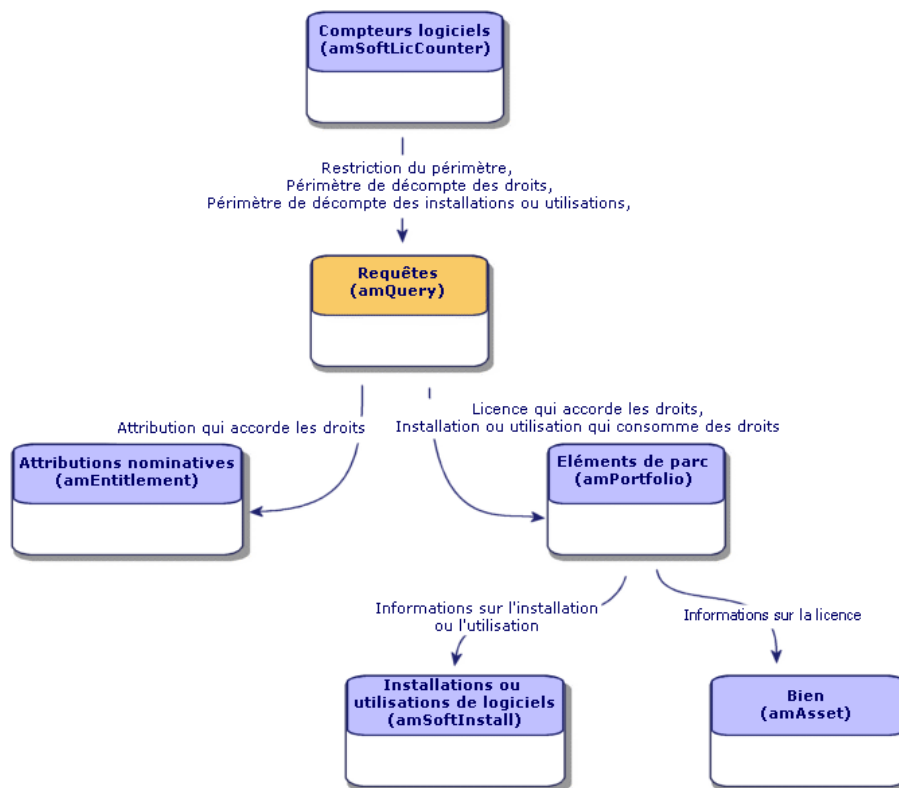 Compteurs logiciels
(amSoftLicCounter)
Restriction du périmètre,
Périmètre de décompte des droits,
Périmètre de décompte des installations ou utilisations,
Requêtes
(amQuery)
Attribution qui accorde les droits
Licence qui accorde les droits,
Installation ou utilisation qui consomme des droits
Attributions nominatives
(amEntitlement)
Eléments de parc
(amPortfolio)
Informations sur l'installation
ou l'utilisation
Informations sur la licence
Installations ou
utilisations de logiciels
(amSoftInstall)
Bien
(amAsset)